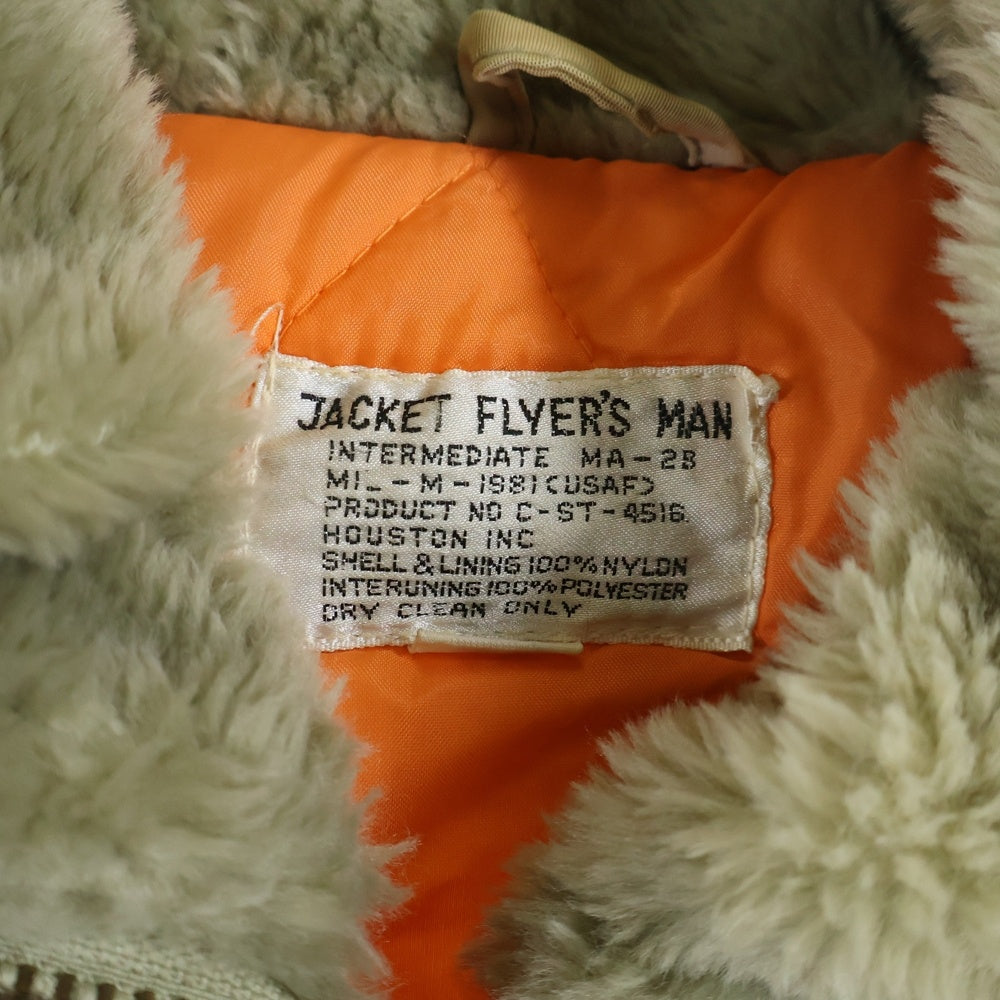 JACKET FLYER'S MAN
INTERMEDIATE MA-2B
MIL-M-1981(USAF)
PRODUCT NO C-ST-4516.
HOUSTON INC
SHELL & LINING 100% NYLON
INTERUNING 100% POLYESTER
DRY CLEAN ONLY